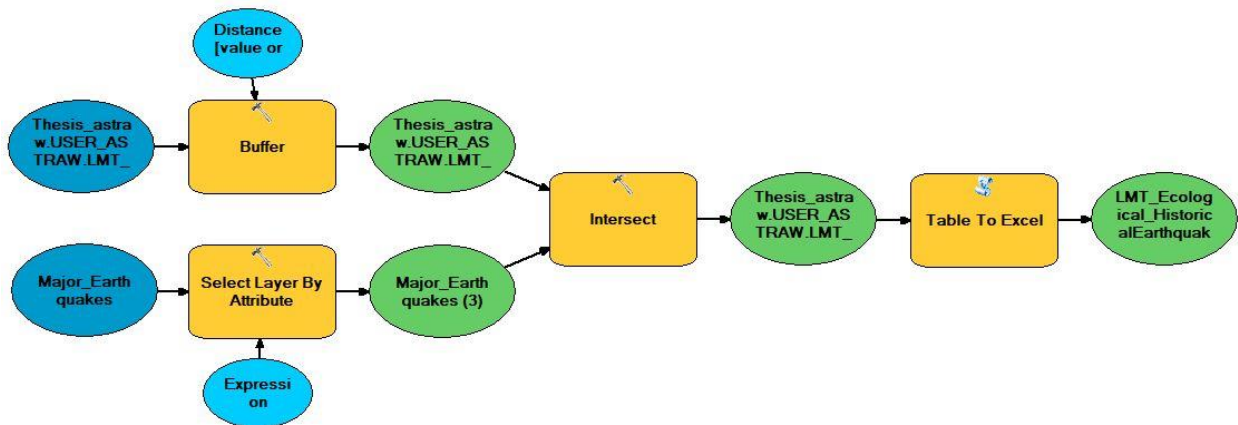 Distance
[value or
Thesis_astra
w.USER_AS
TRAW.LMT_
Buffer
Thesis_astra
w.USER_AS
TRAW.LMT_
Intersect
Thesis_astra
w.USER_AS
TRAW.LMT_
Table To Excel
LMT_Ecolog
ical_Historic
alEarthquak
Major_Earth
quakes
Select Layer By
Attribute
Major_Earth
quakes (3)
Expressi
on